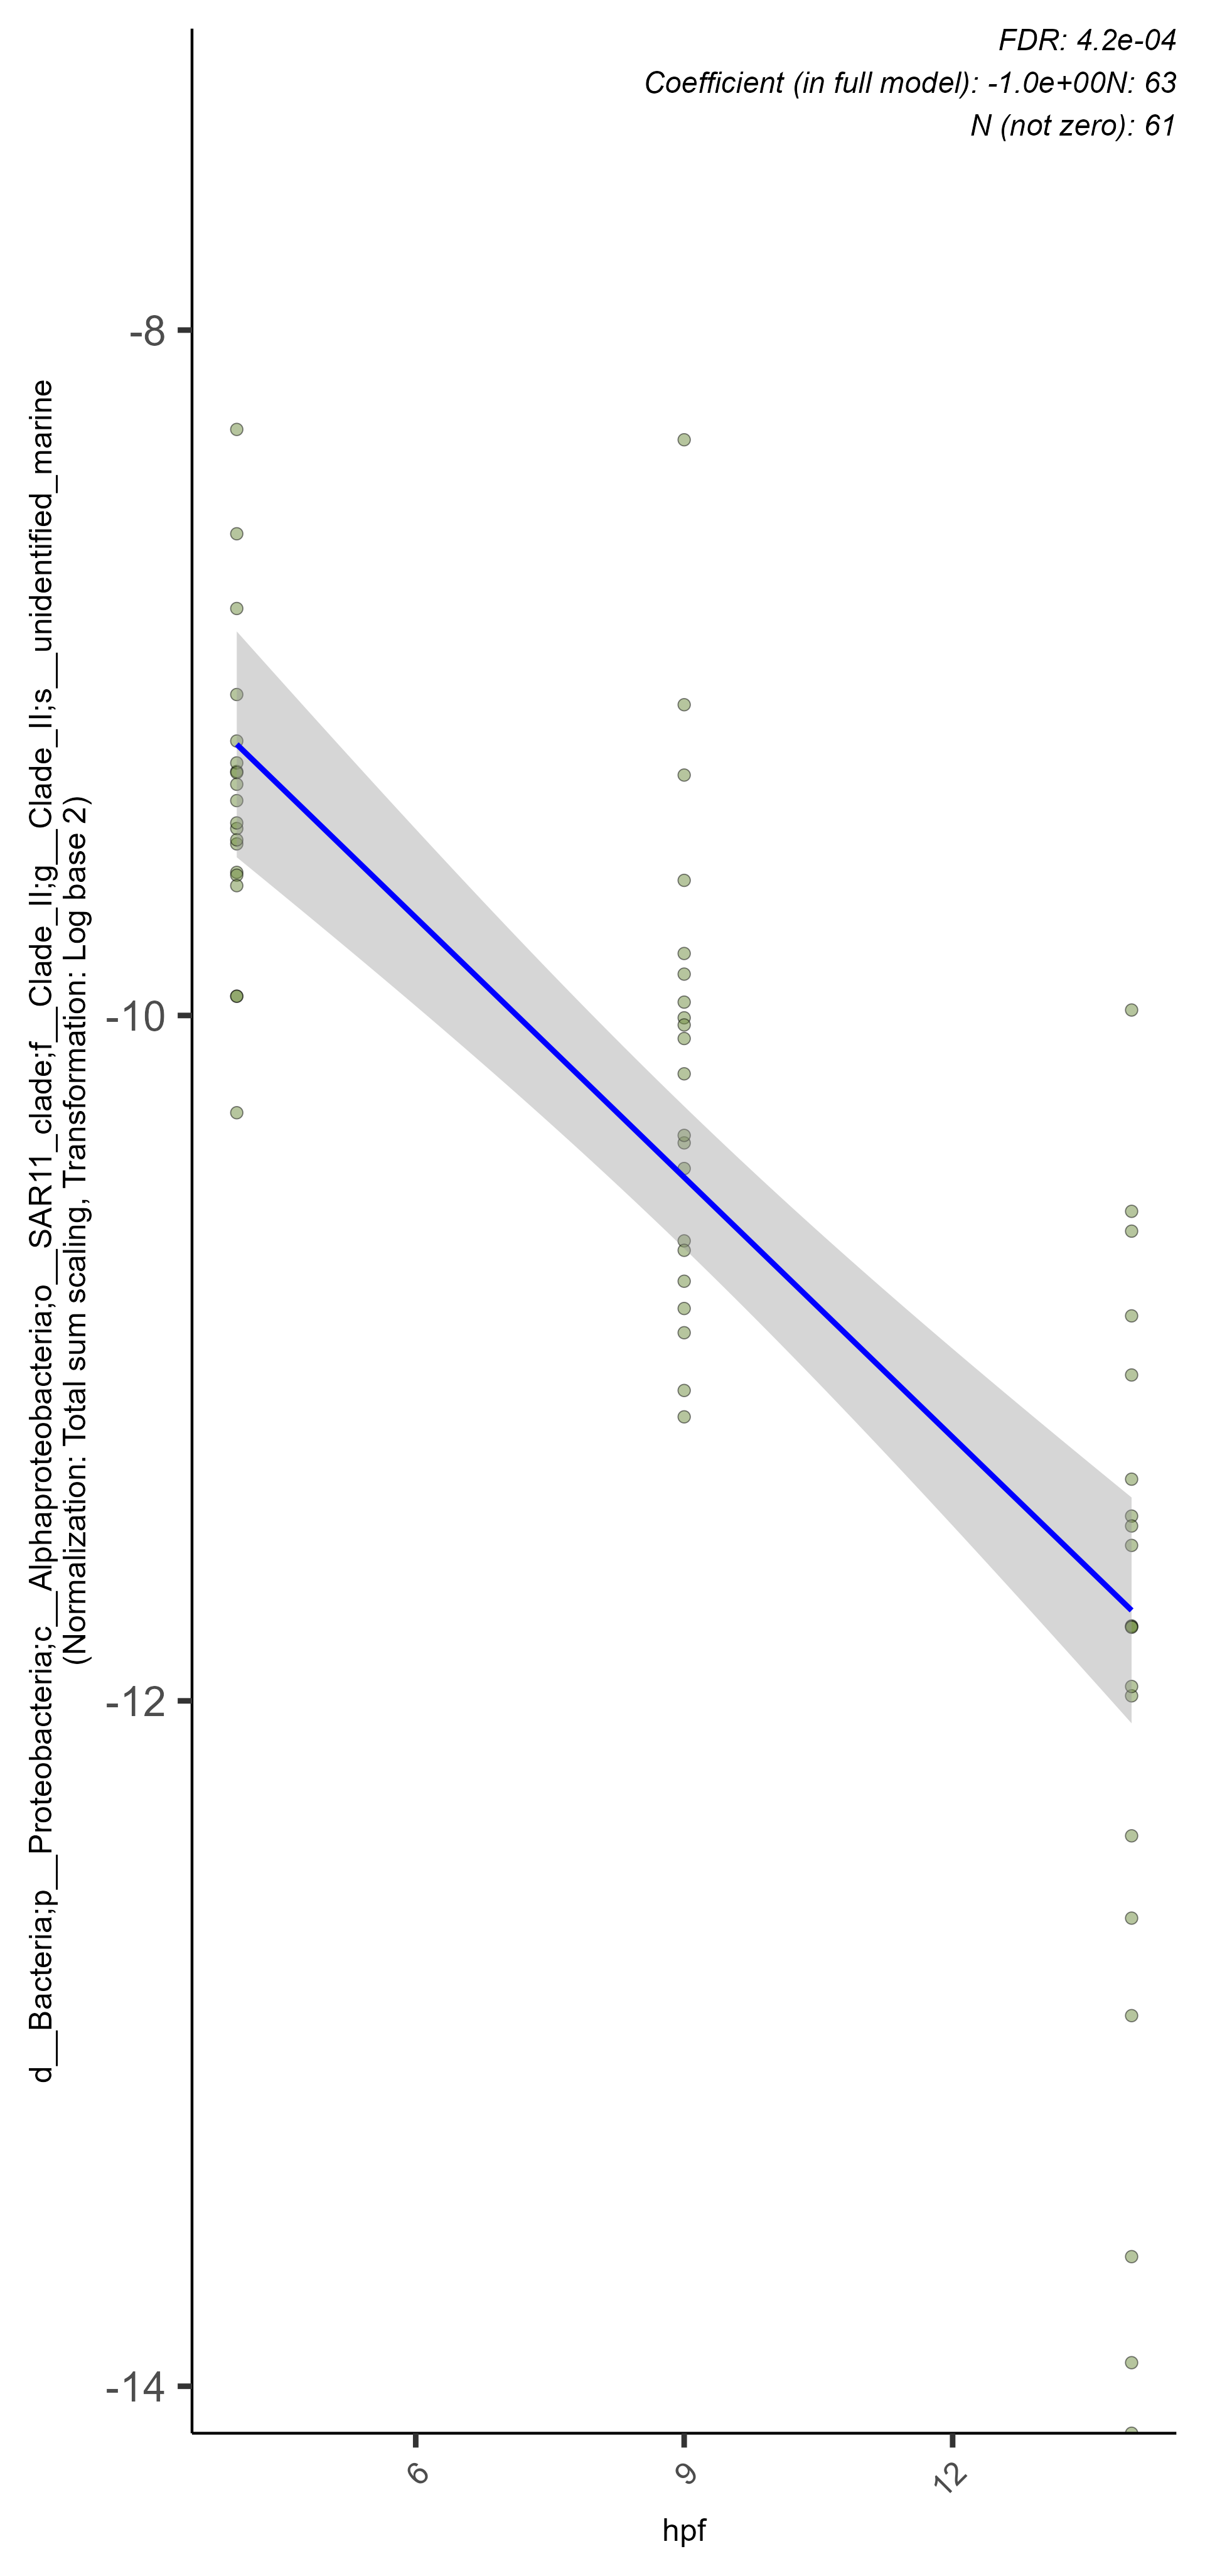 FDR: 4.2e-04
Coefficient (in full model): -1.0e+00N: 63
N (not zero): 61
d__Bacteria;p__Proteobacteria;c__Alphaproteobacteria;o__SAR11_clade;f__Clade_II;g__Clade_II;s__unidentified_marine
(Normalization: Total sum scaling, Transformation: Log base 2)
-8
-10
-12
-14
6
9
12
hpf